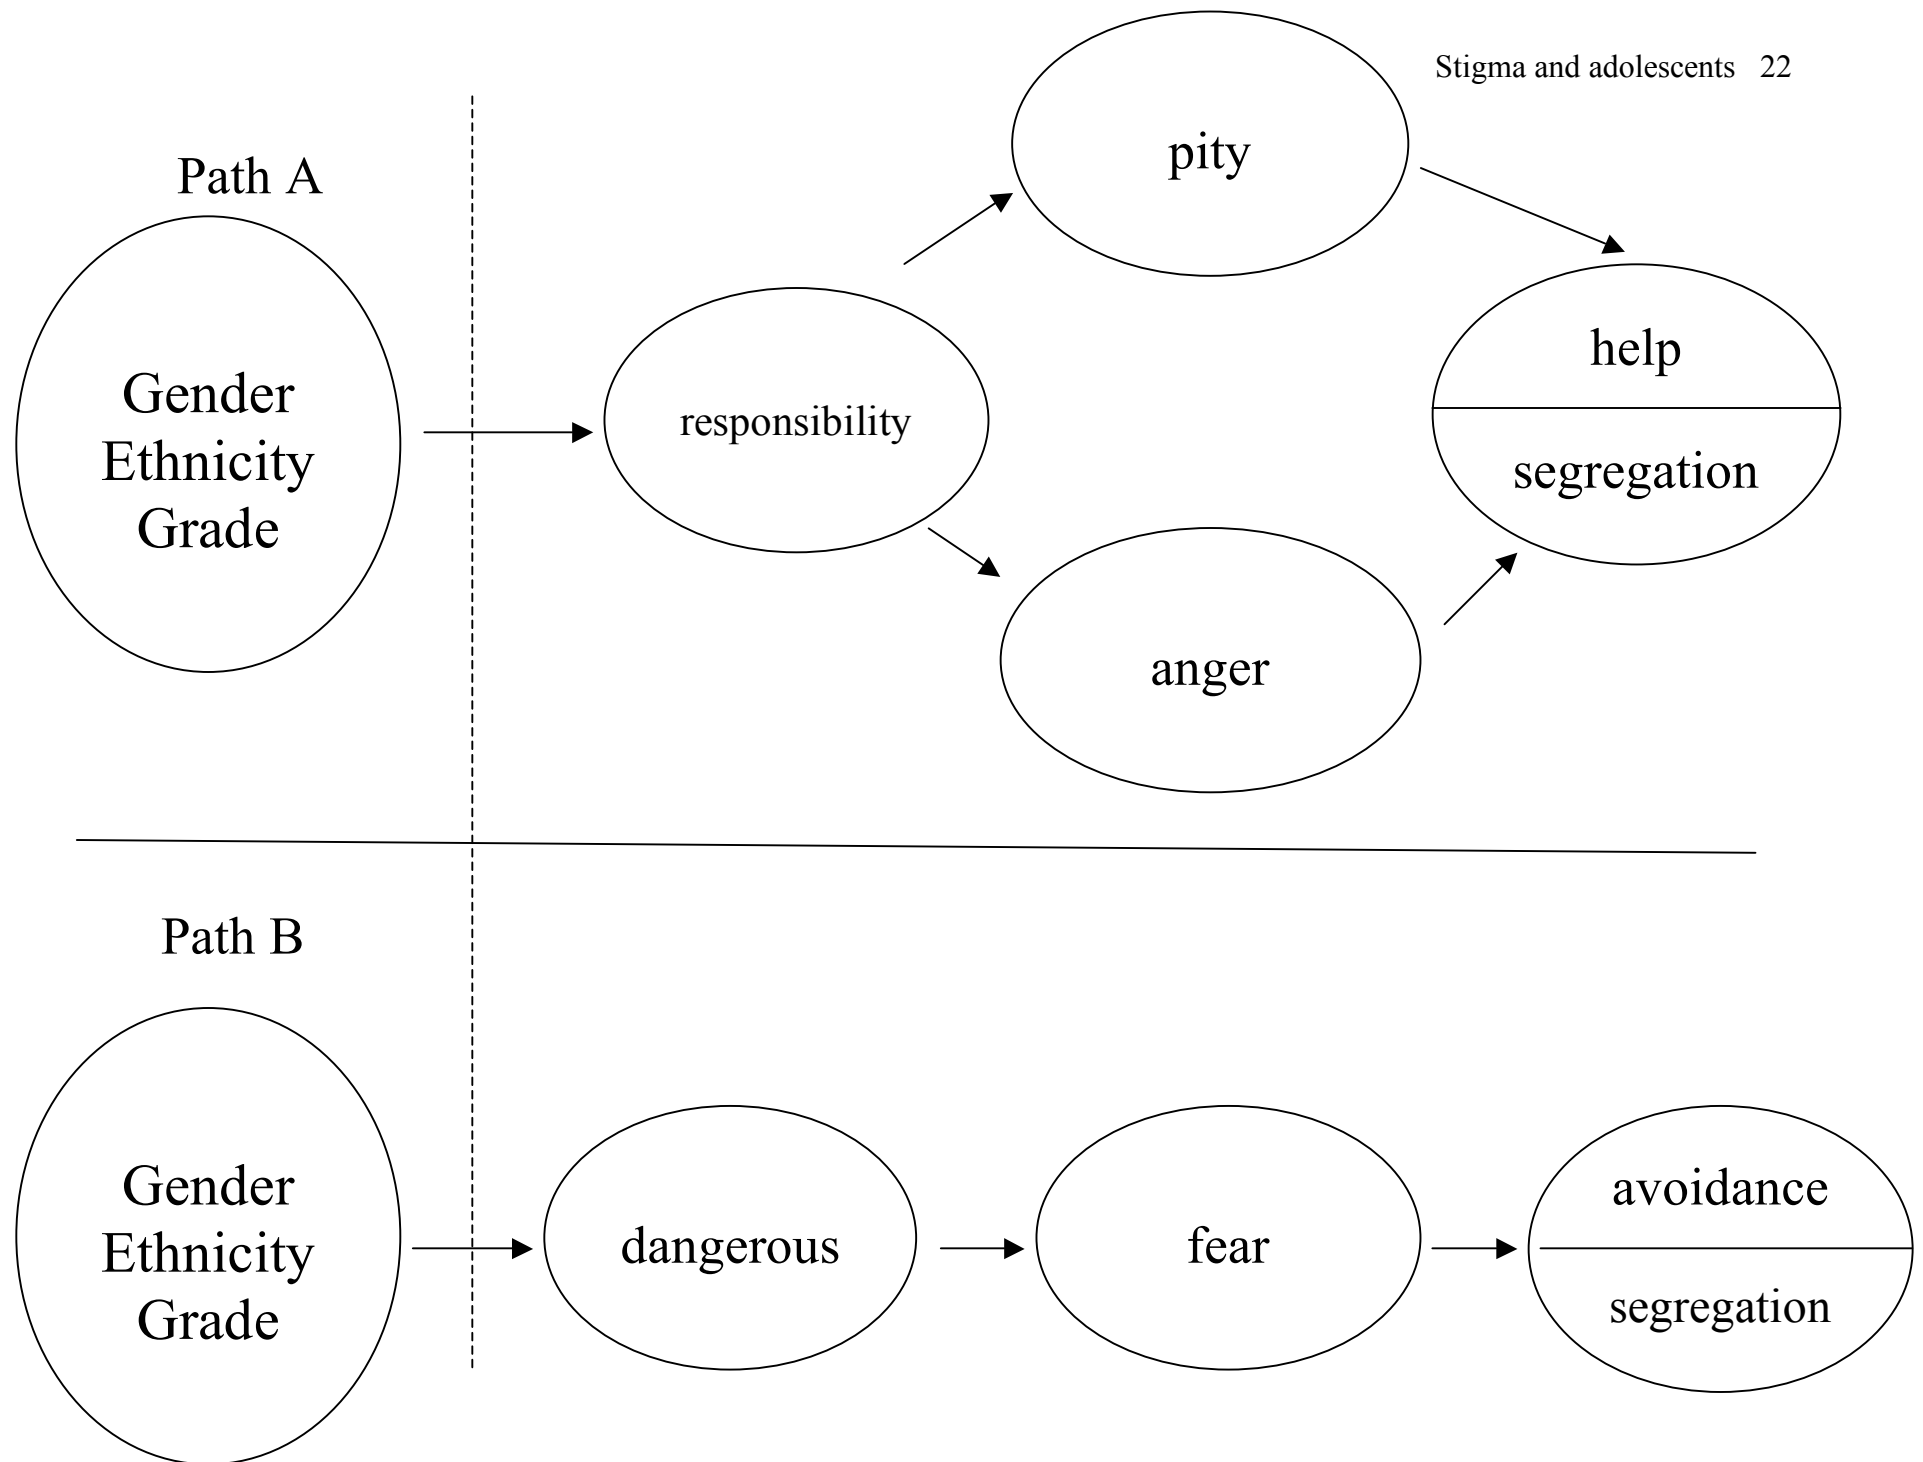 Stigma and adolescents 22
Path A
Gender
Ethnicity
Grade
responsibility
pity
anger
help
segregation
Path B
Gender
Ethnicity
Grade
dangerous
fear
avoidance
segregation